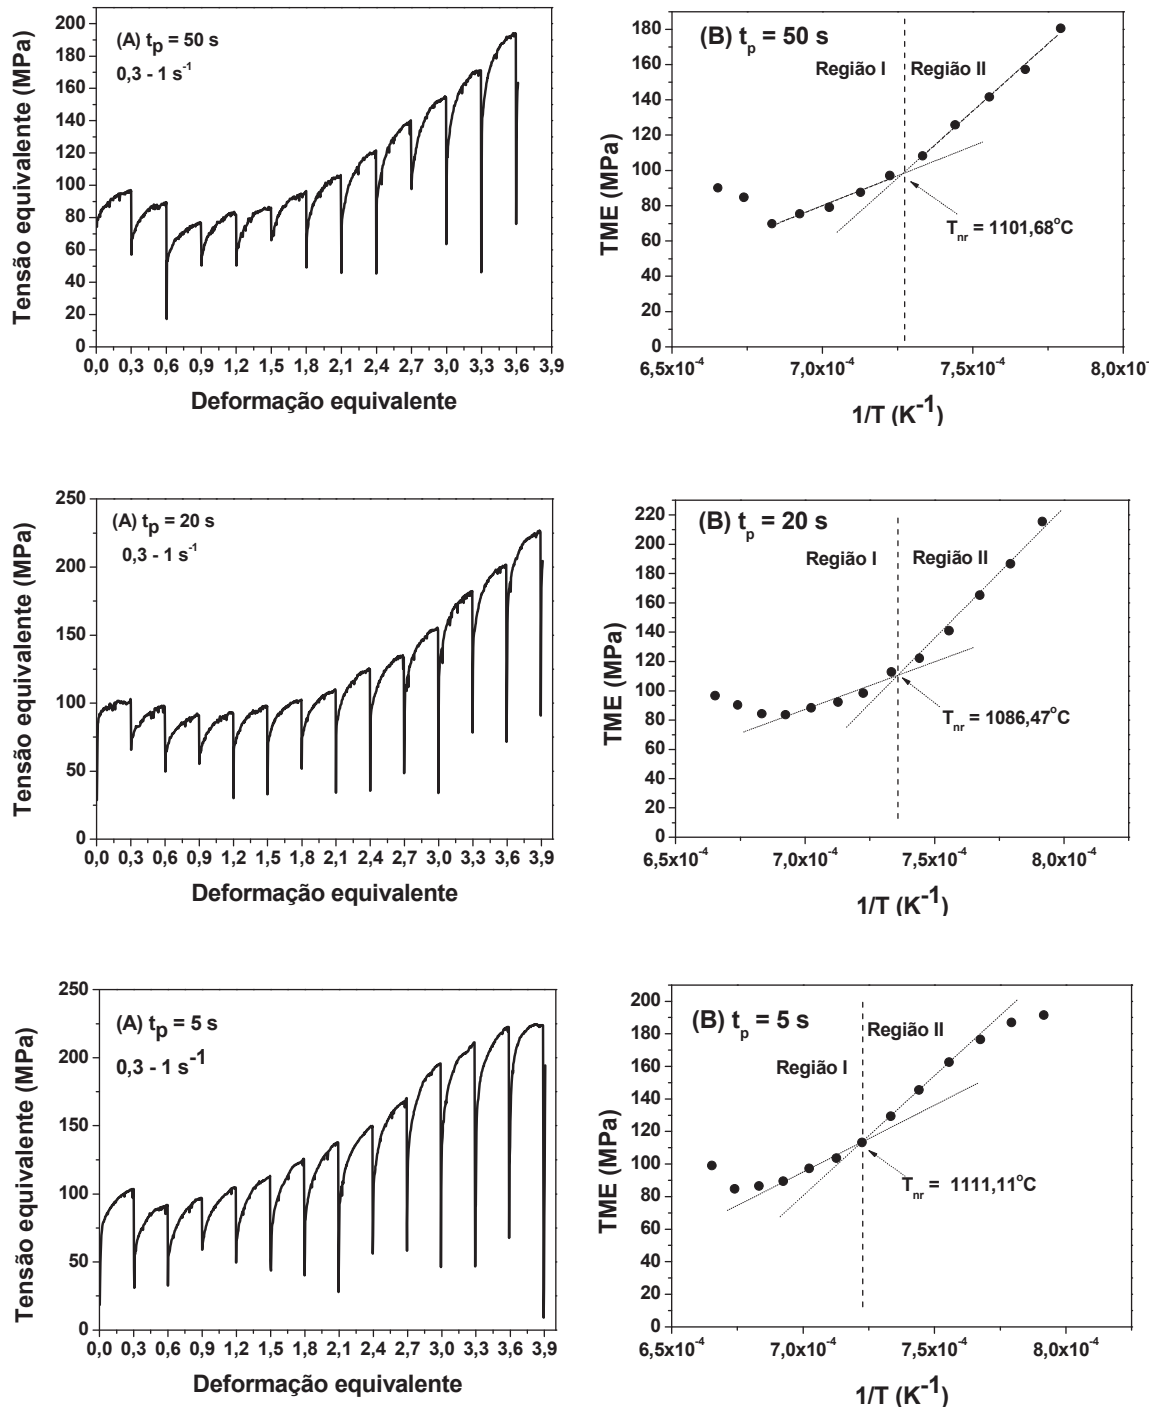 (A) tp = 50 s
0,3 - 1 s-1
Tensão equivalente (MPa)
200
180
160
140
120
100
80
60
40
20
0
0,0 0,3 0,6 0,9 1,2 1,5 1,8 2,1 2,4 2,7 3,0 3,3 3,6 3,9
Deformação equivalente
(B) tp = 50 s
Região I Região II
TME (MPa)
180
160
140
120
100
80
60
40
20
0
Tnr = 1101,68oC
6,5x10-4 7,0x10-4 7,5x10-4 8,0x10-
1/T (K-1)
(A) tp = 20 s
0,3 - 1 s-1
Tensão equivalente (MPa)
250
200
150
100
50
0
0,0 0,3 0,6 0,9 1,2 1,5 1,8 2,1 2,4 2,7 3,0 3,3 3,6 3,9
Deformação equivalente
(B) tp = 20 s
Região I Região II
TME (MPa)
220
200
180
160
140
120
100
80
60
40
20
0
Tnr = 1086,47oC
6,5x10-4 7,0x10-4 7,5x10-4 8,0x10-4
1/T (K-1)
(A) tp = 5 s
0,3 - 1 s-1
Tensão equivalente (MPa)
250
200
150
100
50
0
0,0 0,3 0,6 0,9 1,2 1,5 1,8 2,1 2,4 2,7 3,0 3,3 3,6 3,9
Deformação equivalente
(B) tp = 5 s
Região II
Região I
TME (MPa)
200
180
160
140
120
100
80
60
40
20
0
Tnr = 1111,11oC
6,5x10-4 7,0x10-4 7,5x10-4 8,0x10-4
1/T (K-1)